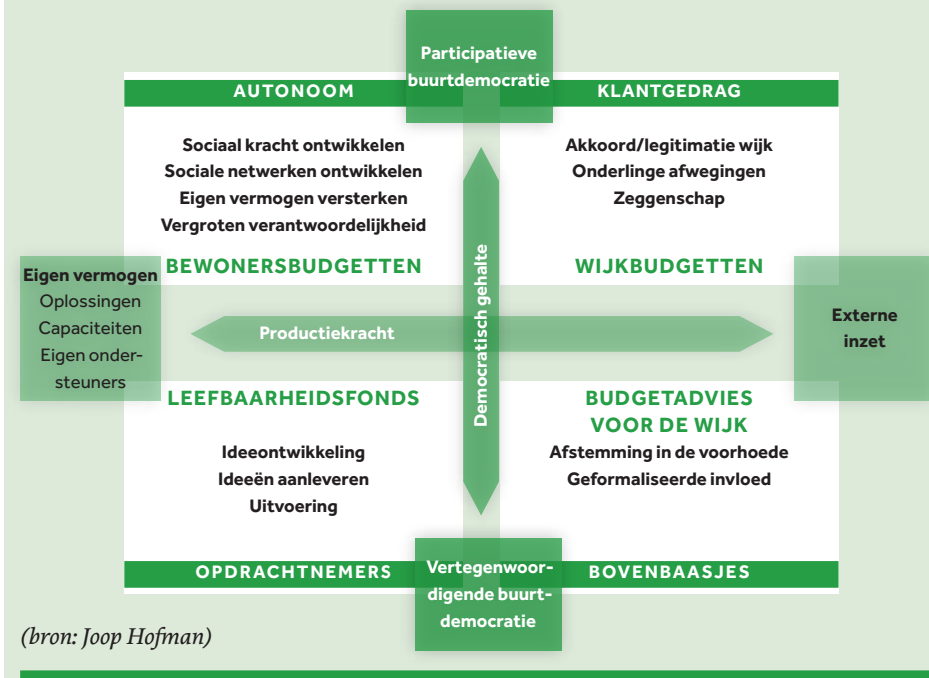 Participatieve
buurtdemocratie
AUTONOOM
KLANTGEDRAG
Sociaal kracht ontwikkelen
Sociale netwerken ontwikkelen
Eigen vermogen versterken
Vergroten verantwoordelijkheid
BEWONERSBUDGETTEN
Akkoord/legitimatie wijk
Onderlinge afwegingen
Zeggenschap
WIJKBUDGETTEN
Eigen vermogen
Oplossingen
Capaciteiten
Eigen onder-
steuners
Productiekracht
Democratisch gehalte
Externe
inzet
LEEFBAARHEIDSFONDS
Ideeontwikkeling
Ideeën aanleveren
Uitvoering
BUDGETADVIES
VOOR DE WIJK
Afstemming in de voorhoede
Geformaliseerde invloed
OPDRACHTNEMERS
Vertegenwoor-
digende buurt-
democratie
BOVENBAASJES
(bron: Joop Hofman)